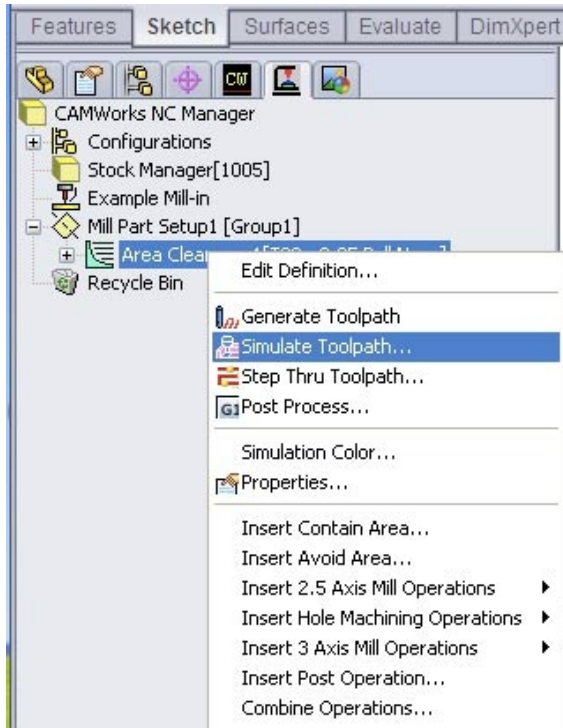 Features Sketch Surfaces Evaluate DimXpert
CW
CAMWorks NC Manager
Configurations
Stock Manager[1005]
Example Mill-in
Mill Part Setup1 [Group1]
Area Clear
Recycle Bin
Edit Definition...
Generate Toolpath
Simulate Toolpath...
Step Thru Toolpath...
G1 Post Process...
Simulation Color...
Properties...
Insert Contain Area...
Insert Avoid Area...
Insert 2.5 Axis Mill Operations
Insert Hole Machining Operations
Insert 3 Axis Mill Operations
Insert Post Operation...
Combine Operations...